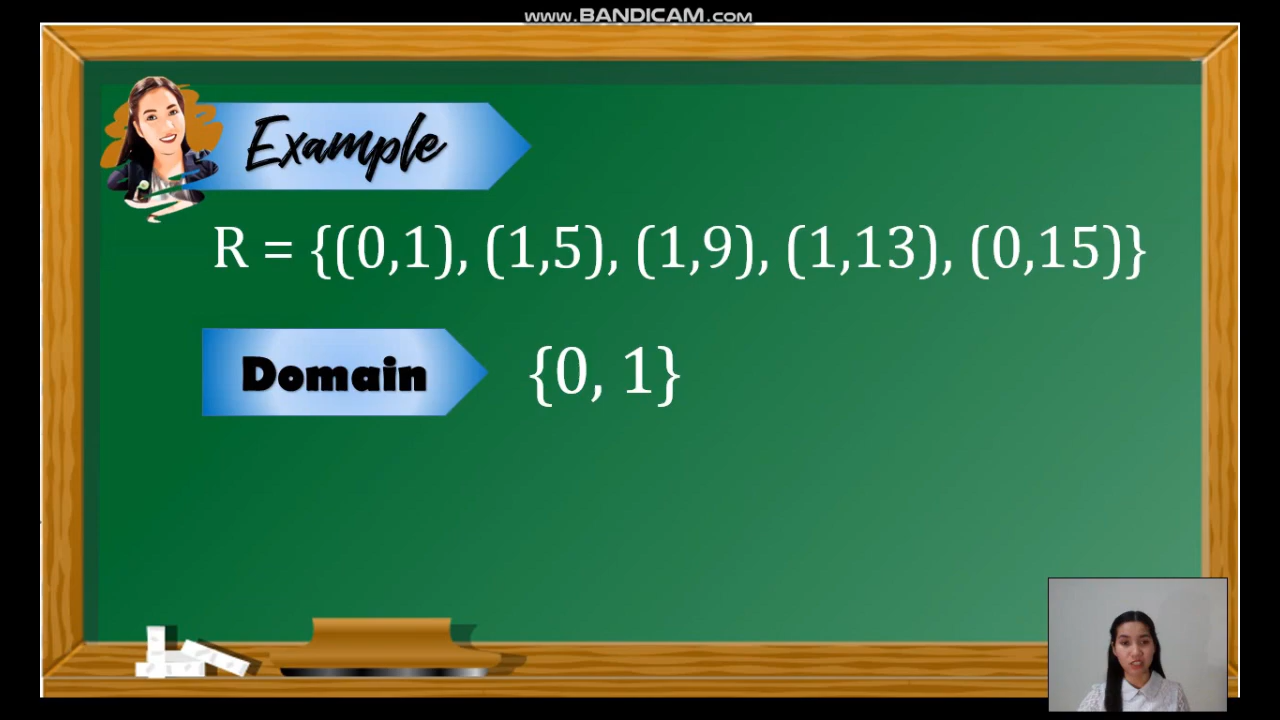 www.BANDICAM.com
Example
R = {(0,1), (1,5), (1,9), (1,13), (0,15)}
Domain {0, 1}